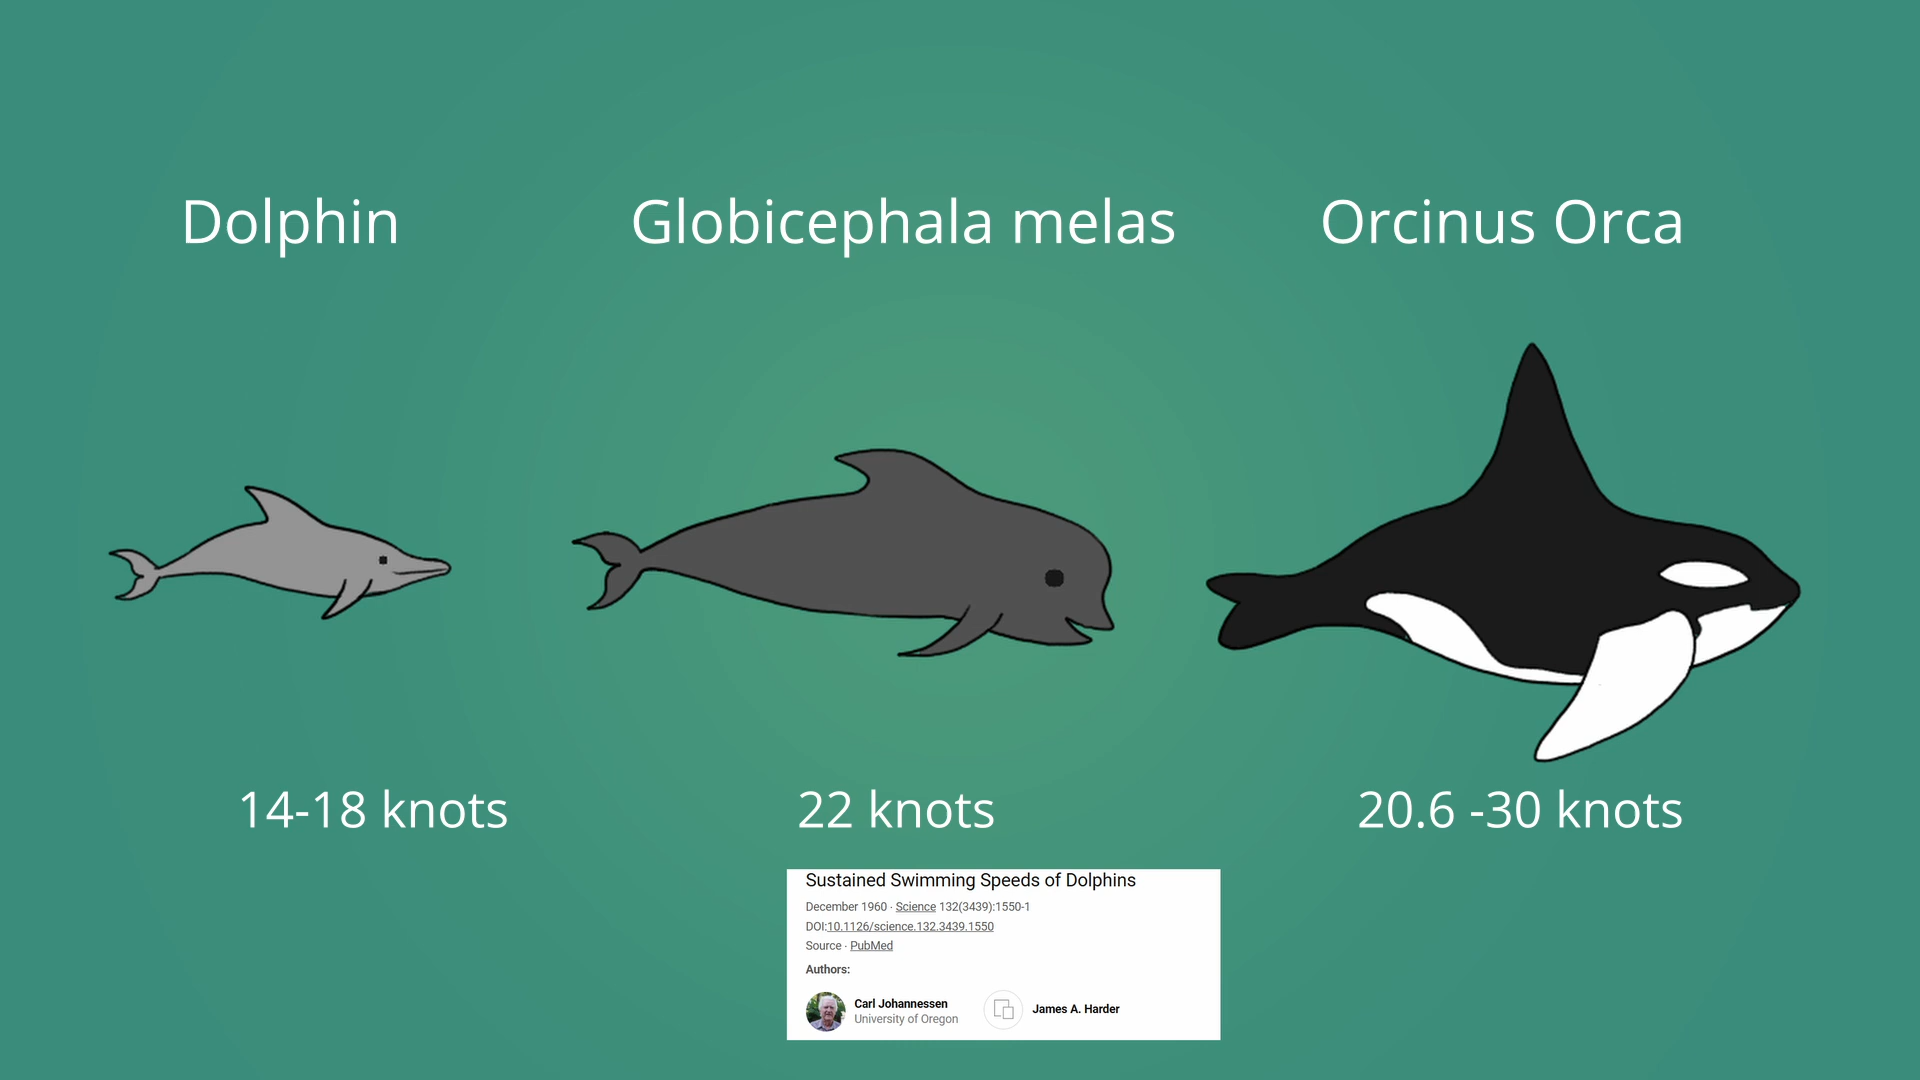 Dolphin
Globicephala melas
Orcinus Orca
14-18 knots
22 knots
20.6 -30 knots
Sustained Swimming Speeds of Dolphins
December 1960 · Science 132(3439):1550-1
DOI:10.1126/science.132.3439.1550
Source · PubMed
Authors:
Carl Johannessen
University of Oregon
James A. Harder